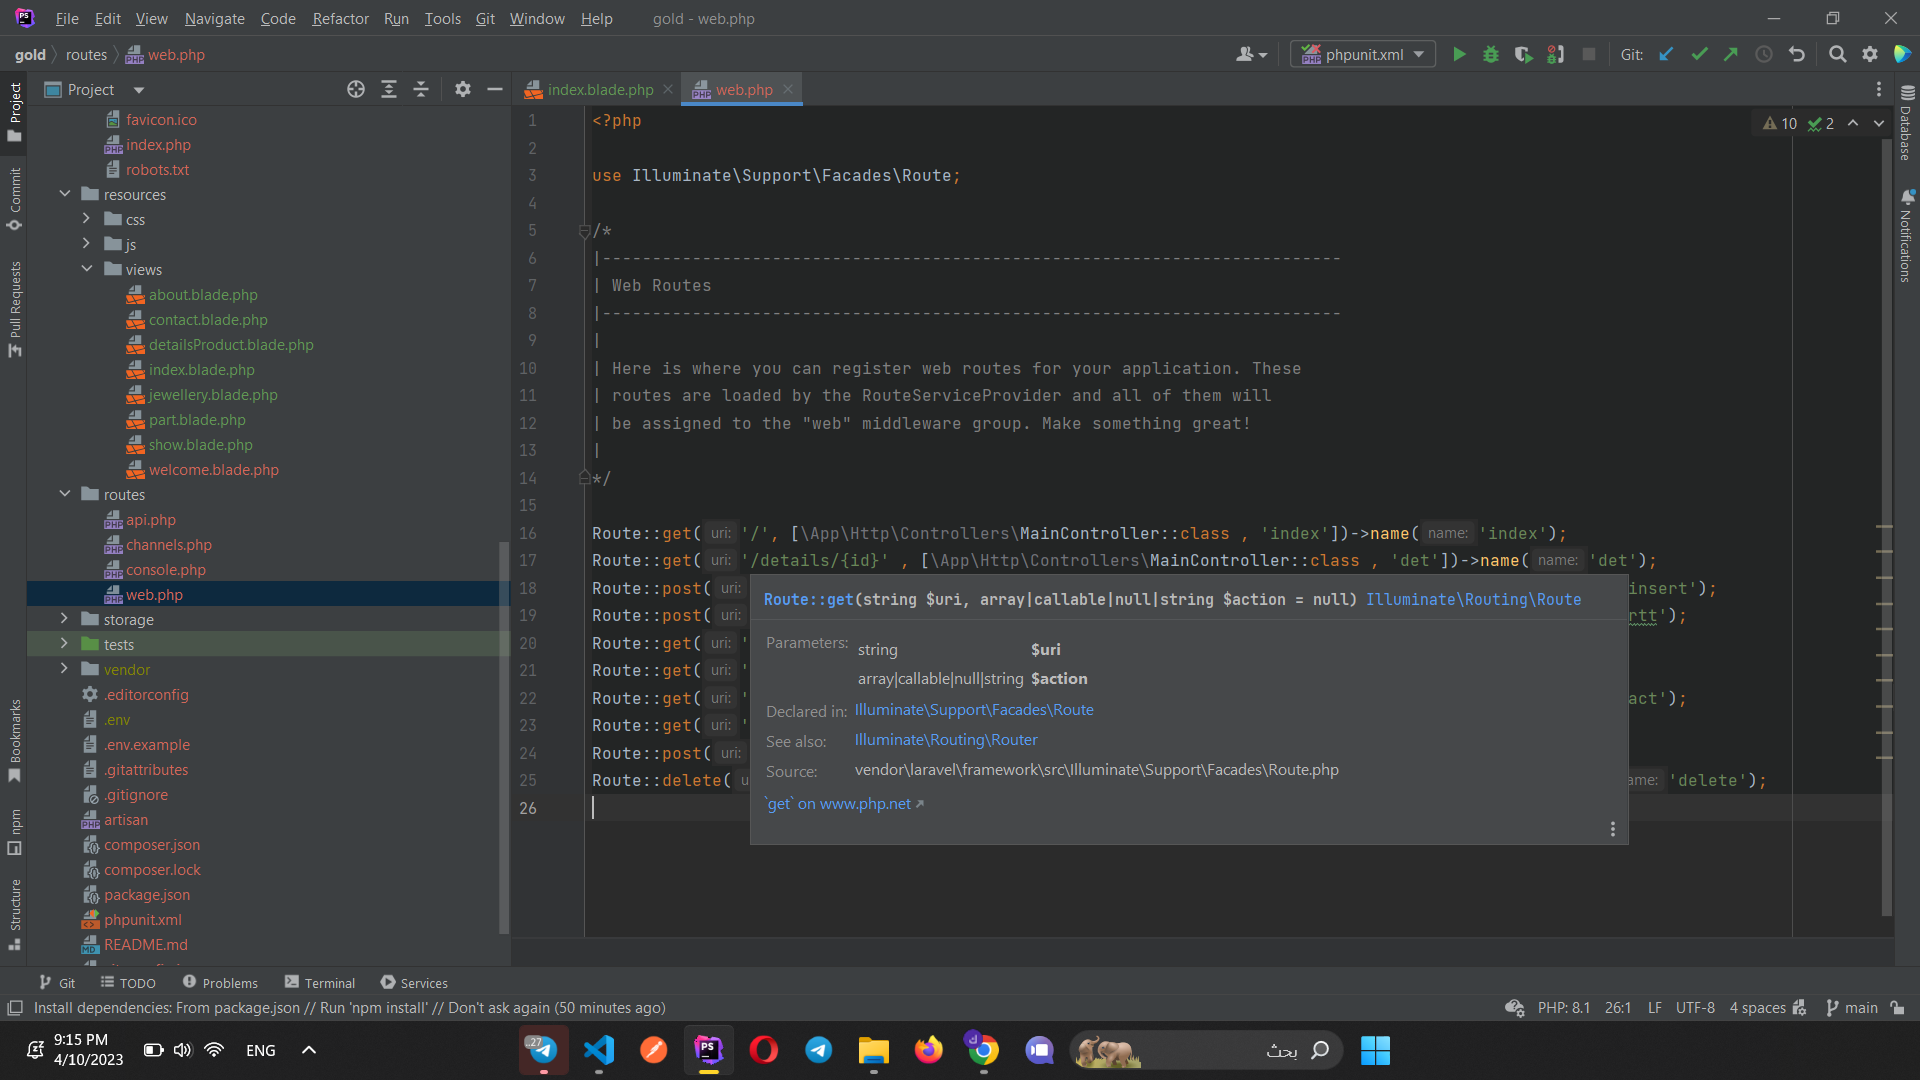 File Edit View Navigate Code Refactor Run Tools Git Window Help gold - web.php
gold routes web.php
phpunit.xml Git:
Project
index.blade.php web.php
Project
Commit
Pull Requests
Bookmarks
npm
Structure
favicon.ico
index.php
robots.txt
resources
css
js
views
about.blade.php
contact.blade.php
detailsProduct.blade.php
index.blade.php
jewellery.blade.php
part.blade.php
show.blade.php
welcome.blade.php
routes
api.php
channels.php
console.php
web.php
storage
tests
vendor
.editorconfig
.env
.env.example
.gitattributes
.gitignore
artisan
composer.json
composer.lock
package.json
phpunit.xml
README.md
10 2
Database
Notifications
1 <?php
2
3 use Illuminate\Support\Facades\Route;
4
5 /*
6 |--------------------------------------------------------------------------
7 | Web Routes
8 |--------------------------------------------------------------------------
9 |
10 | Here is where you can register web routes for your application. These
11 | routes are loaded by the RouteServiceProvider and all of them will
12 | be assigned to the "web" middleware group. Make something great!
13 |
14 */
15
16 Route::get( uri: '/', [\App\Http\Controllers\MainController::class , 'index'])->name( name: 'index');
17 Route::get( uri: '/details/{id}' , [\App\Http\Controllers\MainController::class , 'det'])->name( name: 'det');
18 Route::post( uri: insert');
19 Route::post( uri: rtt');
20 Route::get( uri: '
21 Route::get( uri: '
22 Route::get( uri: ' act');
23 Route::get( uri: '
24 Route::post( uri:
25 Route::delete( u ame: 'delete');
26
Route::get(string $uri, array|callable|null|string $action = null) Illuminate\Routing\Route
Parameters: string $uri
array|callable|null|string $action
Declared in: Illuminate\Support\Facades\Route
See also: Illuminate\Routing\Router
Source: vendor\laravel\framework\src\Illuminate\Support\Facades\Route.php
`get` on www.php.net
Git TODO Problems Terminal Services
Install dependencies: From package.json // Run 'npm install' // Don't ask again (50 minutes ago)
PHP: 8.1 26:1 LF UTF-8 4 spaces main
9:15 PM
4/10/2023
ENG
..27
بحث